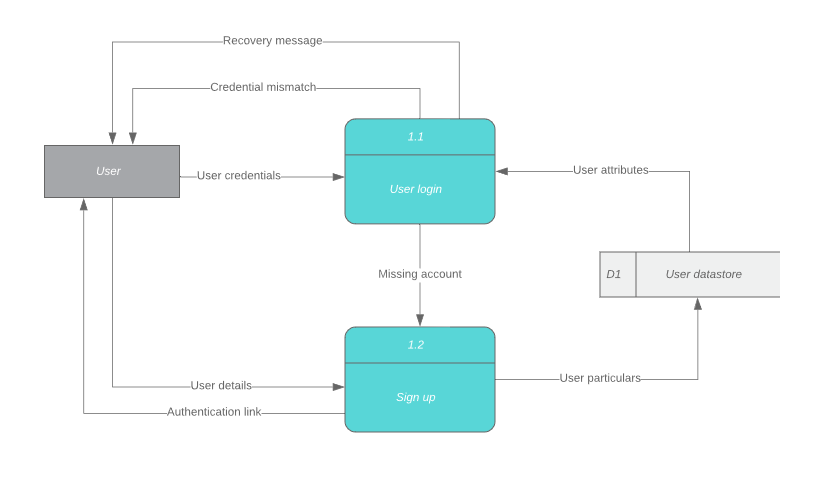 Recovery message
Credential mismatch
1.1
User
User credentials
User login
User attributes
Missing account
D1
User datastore
1.2
User details
Sign up
User particulars
Authentication link